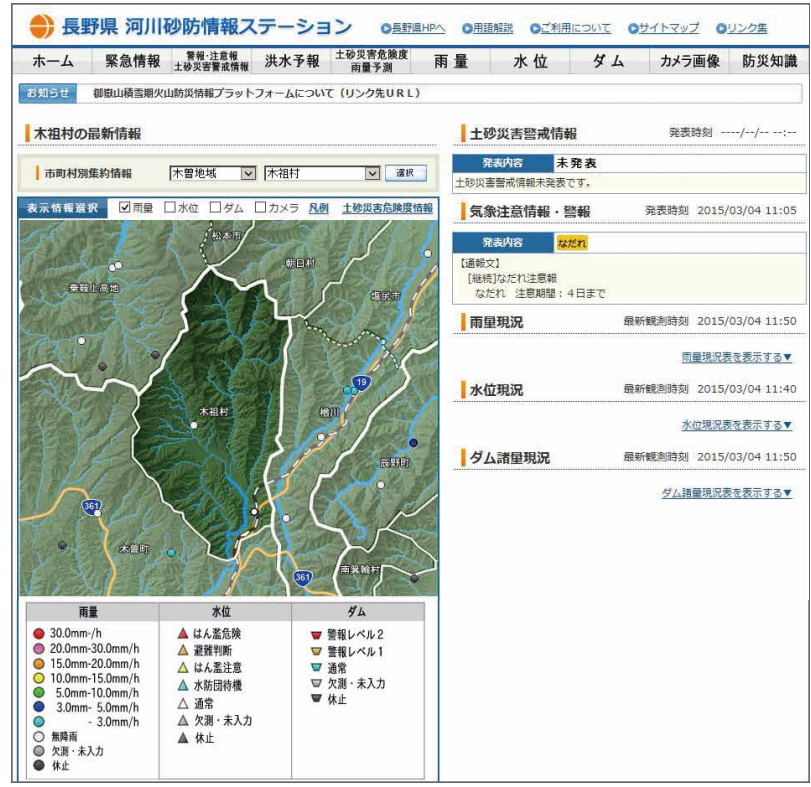 長野県 河川砂防情報ステーション
長野県HPへ 用語解説 ご利用について サイトマップ リンク集
ホーム 緊急情報 警報・注意報 土砂災害警戒情報 洪水予報 土砂災害危険度 雨量予測 雨量 水位 ダム カメラ画像 防災知識
お知らせ 御嶽山積雪期火山防災情報プラットフォームについて（リンク先URL）
木祖村の最新情報
市町村別集約情報 木曽地域 木祖村 選択
表示情報選択 雨量 水位 ダム カメラ 凡例 土砂災害危険度情報
松本市
朝日村
乗鞍上高地
塩尻市
19
木祖村
楢川
辰野町
361
木曽町
南箕輪村
361
雨量
30.0mm-/h
20.0mm-30.0mm/h
15.0mm-20.0mm/h
10.0mm-15.0mm/h
5.0mm-10.0mm/h
3.0mm- 5.0mm/h
- 3.0mm/h
無降雨
欠測・未入力
休止
水位
はん濫危険
避難判断
はん濫注意
水防団待機
通常
欠測・未入力
休止
ダム
警報レベル2
警報レベル1
通常
欠測・未入力
休止
土砂災害警戒情報 発表時刻 ----/--/-- --:--
発表内容 未発表
土砂災害警戒情報未発表です。
気象注意情報・警報 発表時刻 2015/03/04 11:05
発表内容 なだれ
【通報文】
[継続]なだれ注意報
なだれ 注意期間：4日まで
雨量現況 最新観測時刻 2015/03/04 11:50
雨量現況表を表示する▼
水位現況 最新観測時刻 2015/03/04 11:40
水位現況表を表示する▼
ダム諸量現況 最新観測時刻 2015/03/04 11:50
ダム諸量現況表を表示する▼